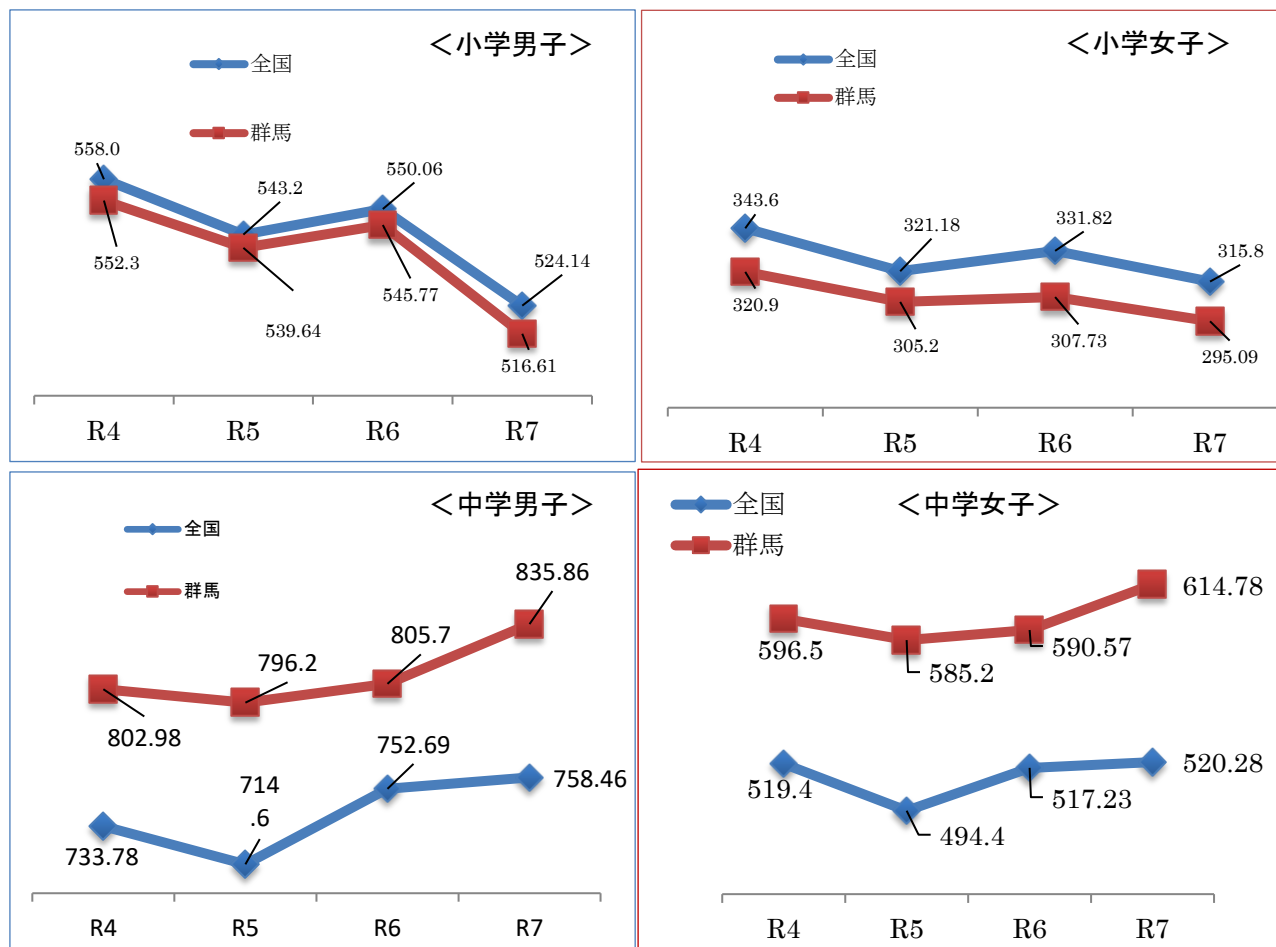 ＜小学男子＞
全国
群馬
558.0
543.2
550.06
524.14
552.3
539.64
545.77
516.61
R4 R5 R6 R7
＜小学女子＞
全国
群馬
343.6
321.18
331.82
315.8
320.9
305.2
307.73
295.09
R4 R5 R6 R7
＜中学男子＞
全国
群馬
802.98
796.2
805.7
835.86
733.78
714
.6
752.69
758.46
R4 R5 R6 R7
＜中学女子＞
全国
群馬
596.5
585.2
590.57
614.78
519.4
494.4
517.23
520.28
R4 R5 R6 R7